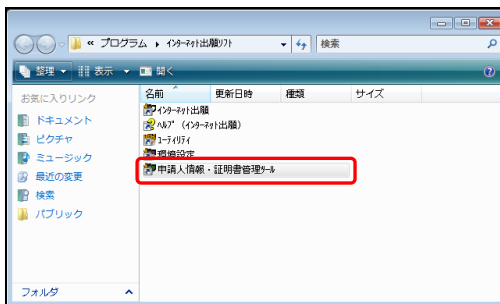 « プログラム ▸ ｲﾝﾀｰﾈｯﾄ出願ｿﾌﾄ
検索
整理 表示 開く
お気に入りリンク
ドキュメント
ピクチャ
ミュージック
最近の変更
検索
パブリック
フォルダ
名前 更新日時 種類 サイズ
ｲﾝﾀｰﾈｯﾄ出願
ﾍﾙﾌﾟ (ｲﾝﾀｰﾈｯﾄ出願)
ﾕｰﾃｨﾘﾃｨ
環境設定
申請人情報・証明書管理ﾂｰﾙ